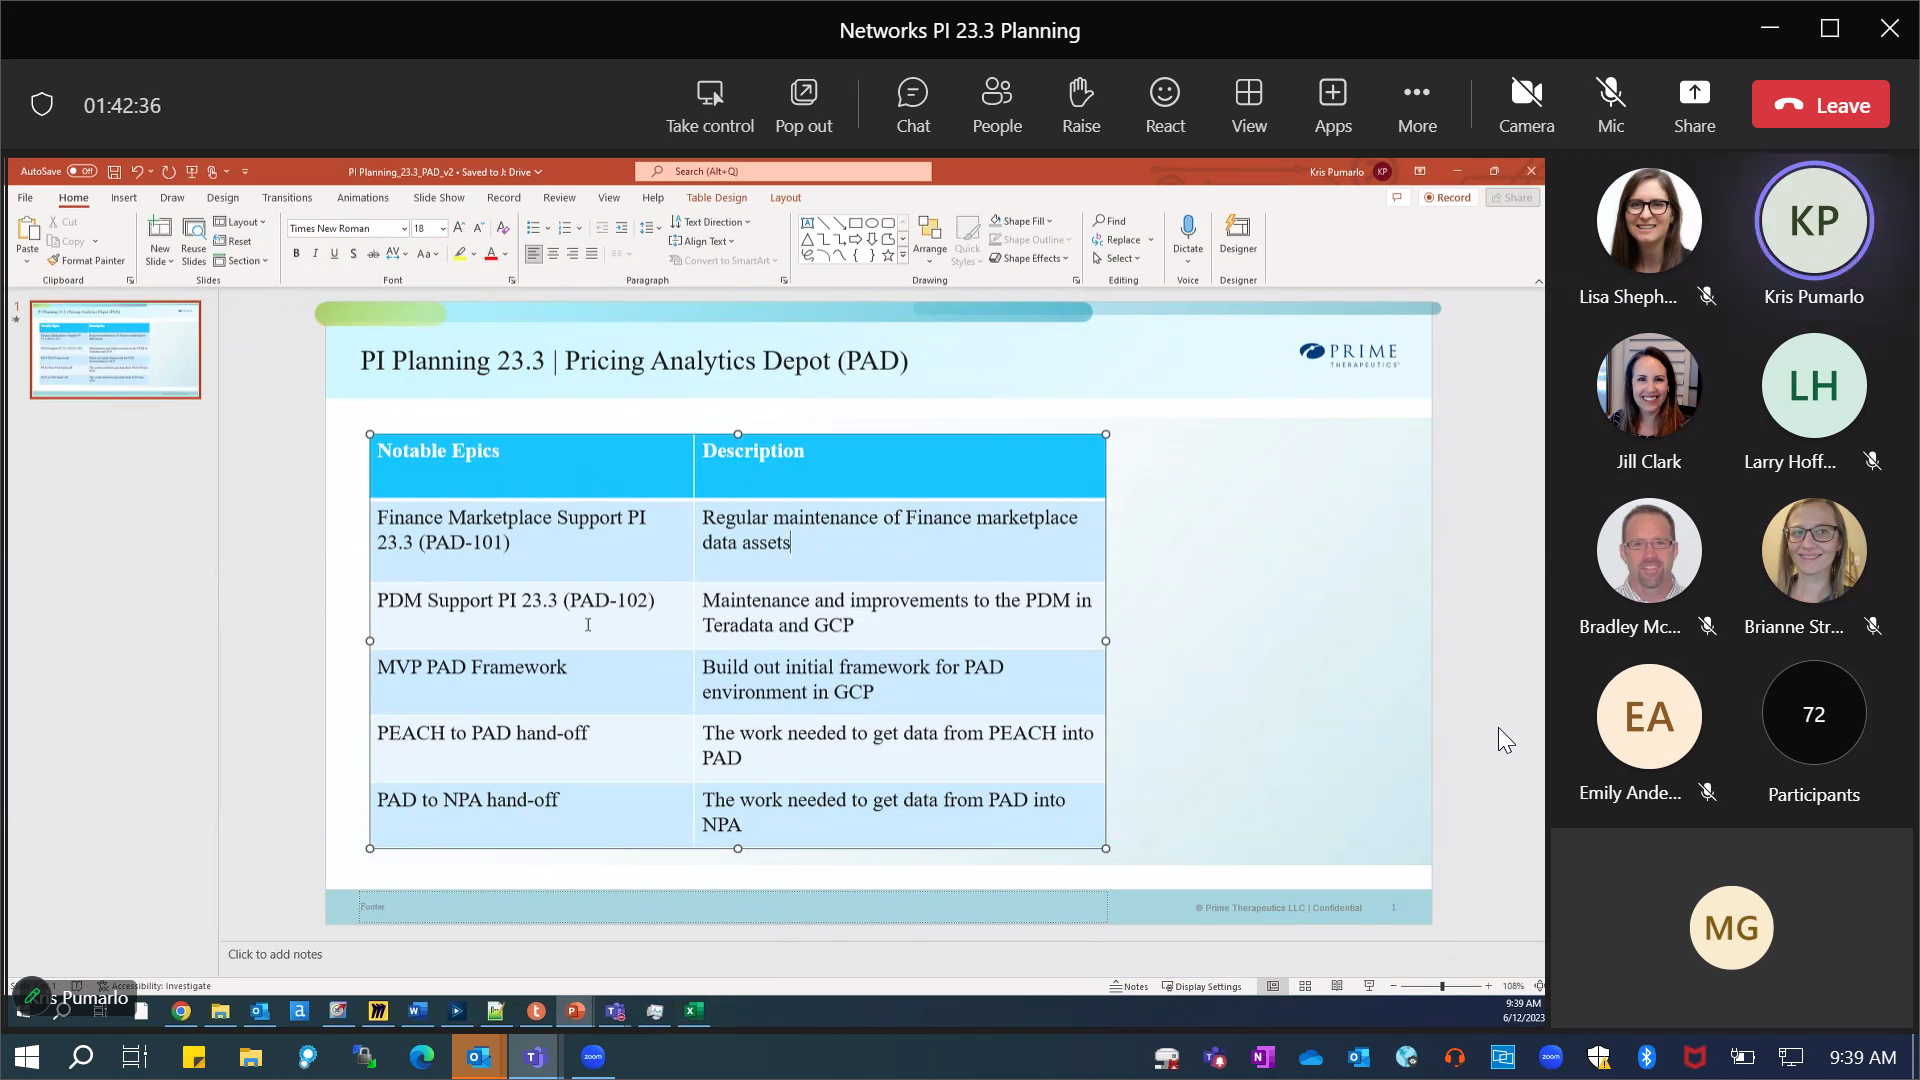 Networks PI 23.3 Planning
01:42:36
Take control
Pop out
Chat
People
Raise
React
View
Apps
More
Camera
Mic
Share
Leave
AutoSave
Off
PI Planning_23.3_PAD_v2 • Saved to J: Drive
Search (Alt+Q)
Kris Pumarlo
KP
File
Home
Insert
Draw
Design
Transitions
Animations
Slide Show
Record
Review
View
Help
Table Design
Layout
Record
Share
Paste
Cut
Copy
Format Painter
Clipboard
New
Slide
Reuse
Slides
Layout
Reset
Section
Slides
Times New Roman
18
Font
Paragraph
Text Direction
Align Text
Convert to SmartArt
Arrange
Quick
Styles
Shape Fill
Shape Outline
Shape Effects
Drawing
Find
Replace
Select
Editing
Dictate
Voice
Designer
Designer
1
PI Planning 23.3 | Pricing Analytics Depot (PAD)
PRIME
THERAPEUTICS
Notable Epics
Description
Finance Marketplace Support PI
23.3 (PAD-101)
Regular maintenance of Finance marketplace
data assets
PDM Support PI 23.3 (PAD-102)
Maintenance and improvements to the PDM in
Teradata and GCP
MVP PAD Framework
Build out initial framework for PAD
environment in GCP
PEACH to PAD hand-off
The work needed to get data from PEACH into
PAD
PAD to NPA hand-off
The work needed to get data from PAD into
NPA
Footer
© Prime Therapeutics LLC | Confidential
1
Click to add notes
Accessibility: Investigate
Notes
Display Settings
108%
Kris Pumarlo
9:39 AM
6/12/2023
Lisa Sheph...
KP
Kris Pumarlo
Jill Clark
LH
Larry Hoff...
Bradley Mc...
Brianne Str...
EA
Emily Ande...
72
Participants
MG
zoom
zoom
9:39 AM